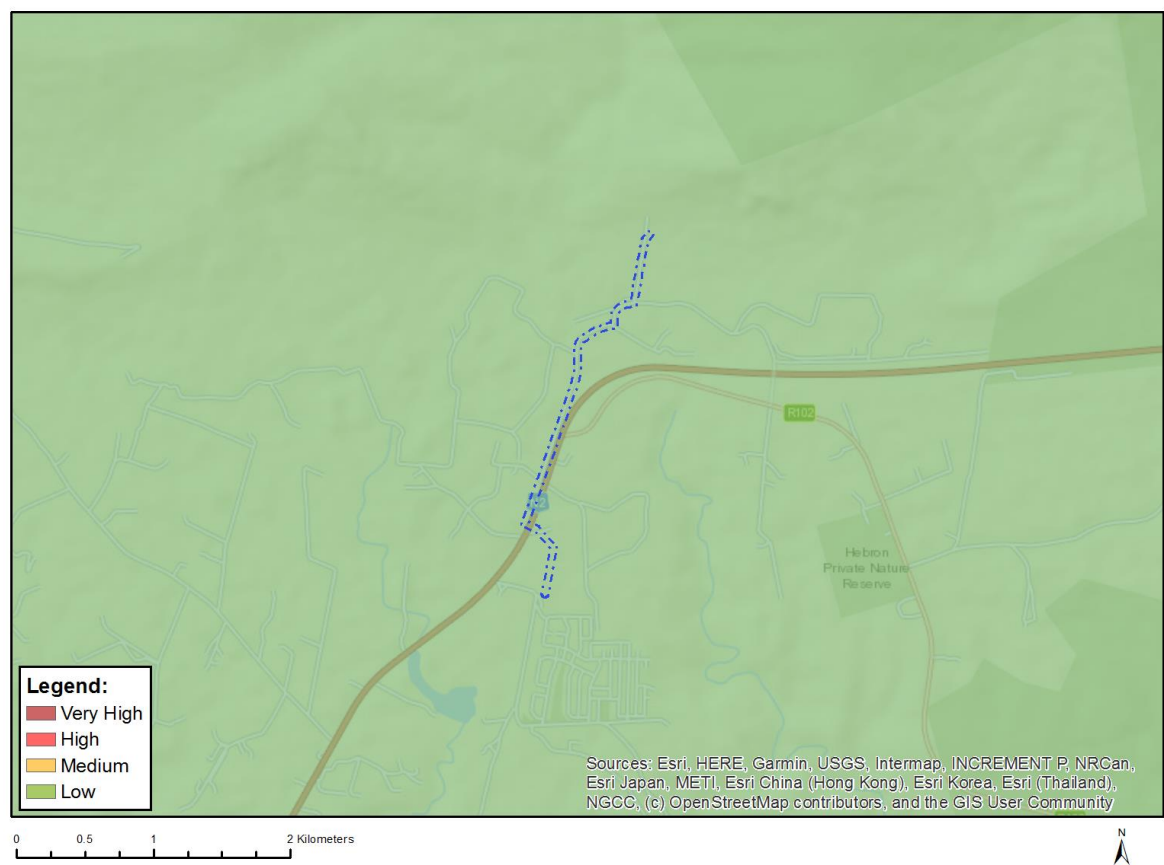 R102
Hebron
Private Nature
Reserve
Legend:
Very High
High
Medium
Low
Sources: Esri, HERE, Garmin, USGS, Intermap, INCREMENT P, NRCan,
Esri Japan, METI, Esri China (Hong Kong), Esri Korea, Esri (Thailand),
NGCC, (c) OpenStreetMap contributors, and the GIS User Community
0 0.5 1 2 Kilometers
N